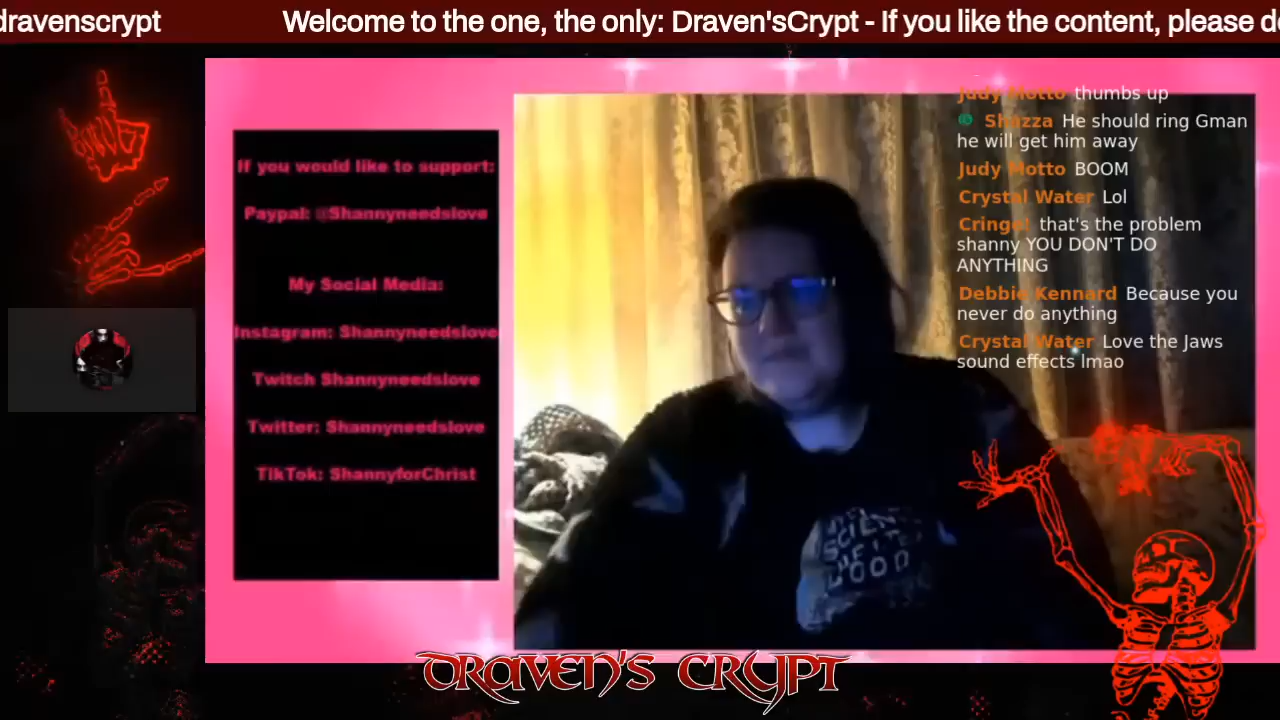 dravenscrypt
Welcome to the one, the only: Draven'sCrypt - If you like the content, please d
If you would like to support:
Paypal: @Shannyneedslove
My Social Media:
Instagram: Shannyneedslove
Twitch Shannyneedslove
Twitter: Shannyneedslove
TikTok: ShannyforChrist
Judy Motto thumbs up
Shazza He should ring Gman
he will get him away
Judy Motto BOOM
Crystal Water Lol
Cringe! that's the problem
shanny YOU DON'T DO
ANYTHING
Debbie Kennard Because you
never do anything
Crystal Water Love the Jaws
sound effects lmao
DRAVEN'S CRYPT